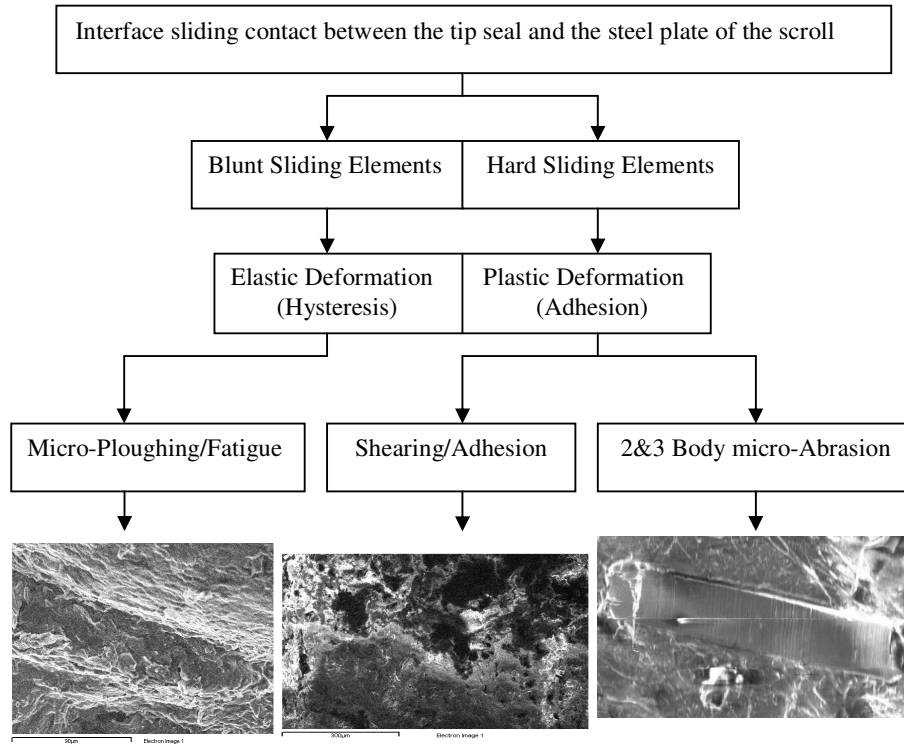 Interface sliding contact between the tip seal and the steel plate of the scroll
Blunt Sliding Elements
Hard Sliding Elements
Elastic Deformation
(Hysteresis)
Plastic Deformation
(Adhesion)
Micro-Ploughing/Fatigue
Shearing/Adhesion
2&3 Body micro-Abrasion
90µm
Electron Image 1
300µm
Electron Image 1